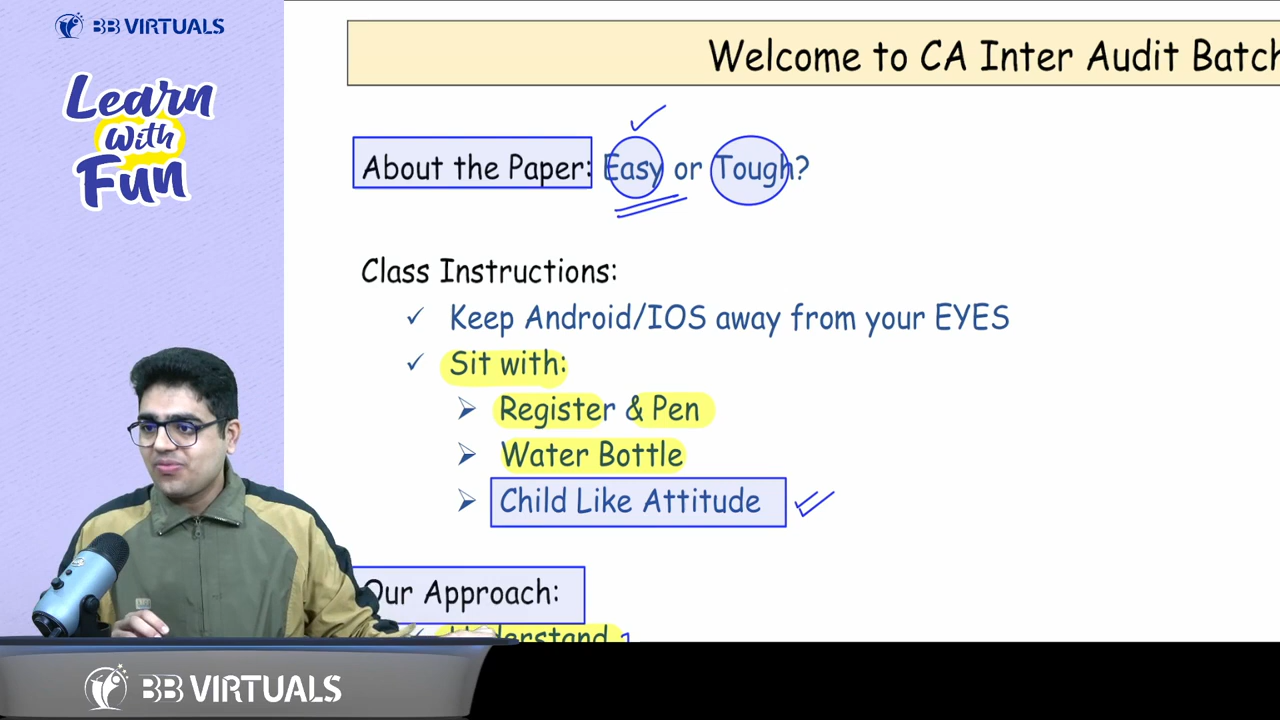 BB VIRTUALS
Learn
With
Fun
Welcome to CA Inter Audit Batch
About the Paper: Easy or Tough?
Class Instructions:
✓ Keep Android/IOS away from your EYES
✓ Sit with:
➢ Register & Pen
➢ Water Bottle
➢ Child Like Attitude
Our Approach:
Understand
BB VIRTUALS